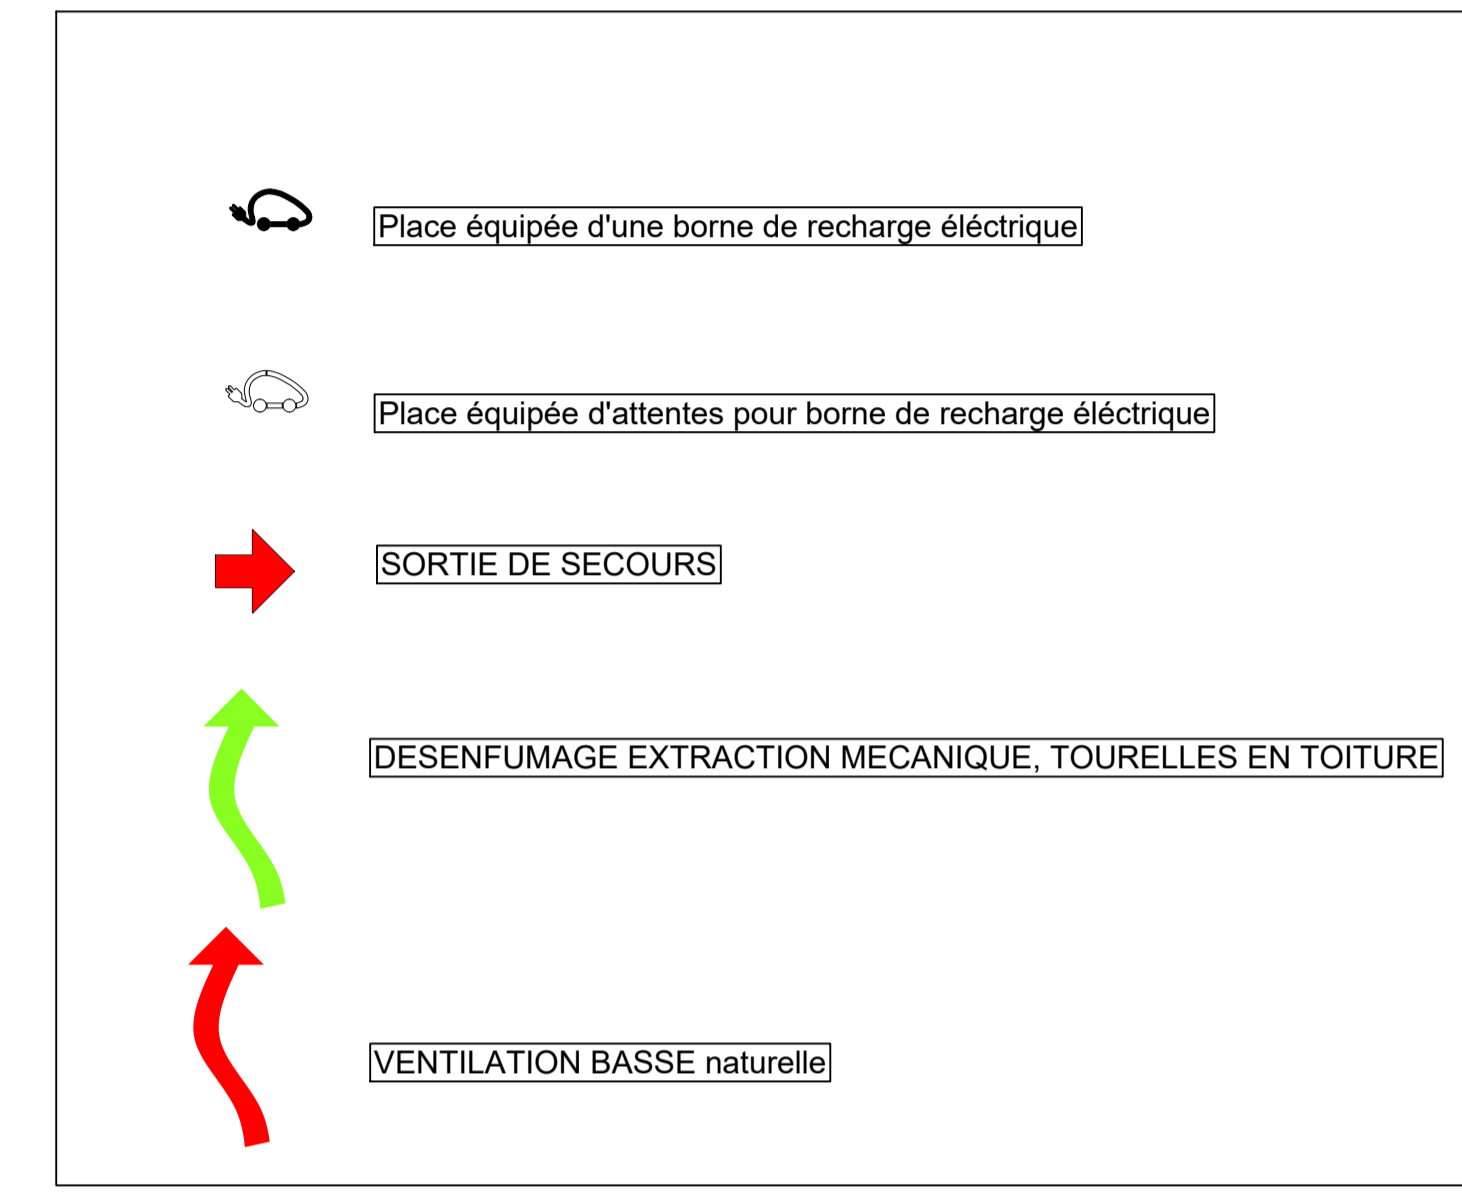 Place équipée d'une borne de recharge éléctrique
Place équipée d'attentes pour borne de recharge éléctrique
SORTIE DE SECOURS
DESENFUMAGE EXTRACTION MECANIQUE, TOURELLES EN TOITURE
VENTILATION BASSE naturelle